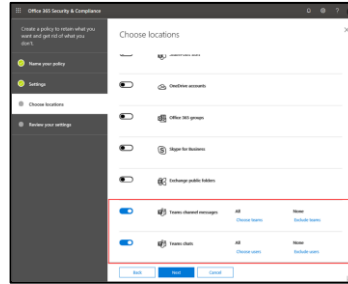 Office 365 Security & Compliance
Create a policy to retain what you
want and get rid of what you
don't.
Name your policy
Settings
Choose locations
Review your settings
Choose locations
OneDrive accounts
Office 365 groups
Skype for Business
Exchange public folders
Teams channel messages All None
Choose teams Exclude teams
Teams chats All None
Choose users Exclude users
Back Next Cancel